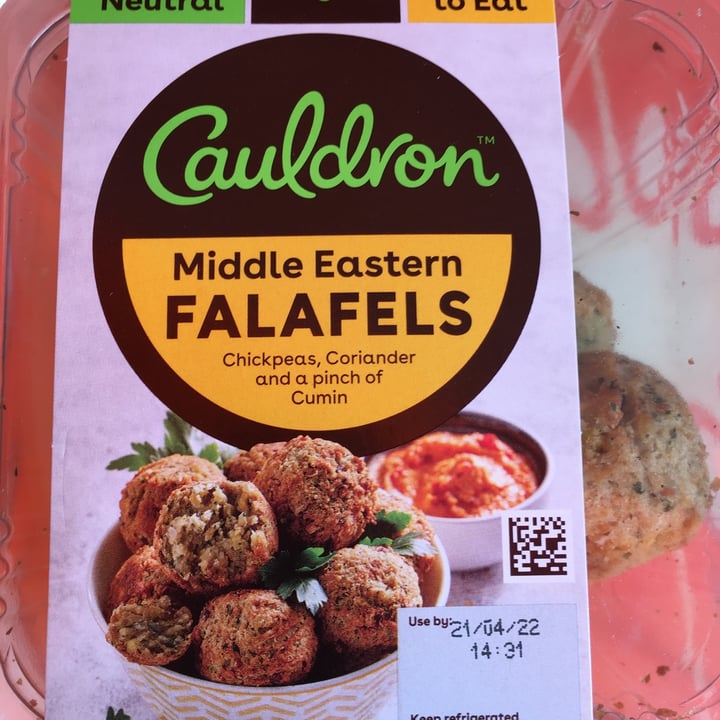 Neutral
to Eat
Cauldron™
Middle Eastern
FALAFELS
Chickpeas, Coriander
and a pinch of
Cumin
Use by: 21/04/22
14:31
Keep refrigerated